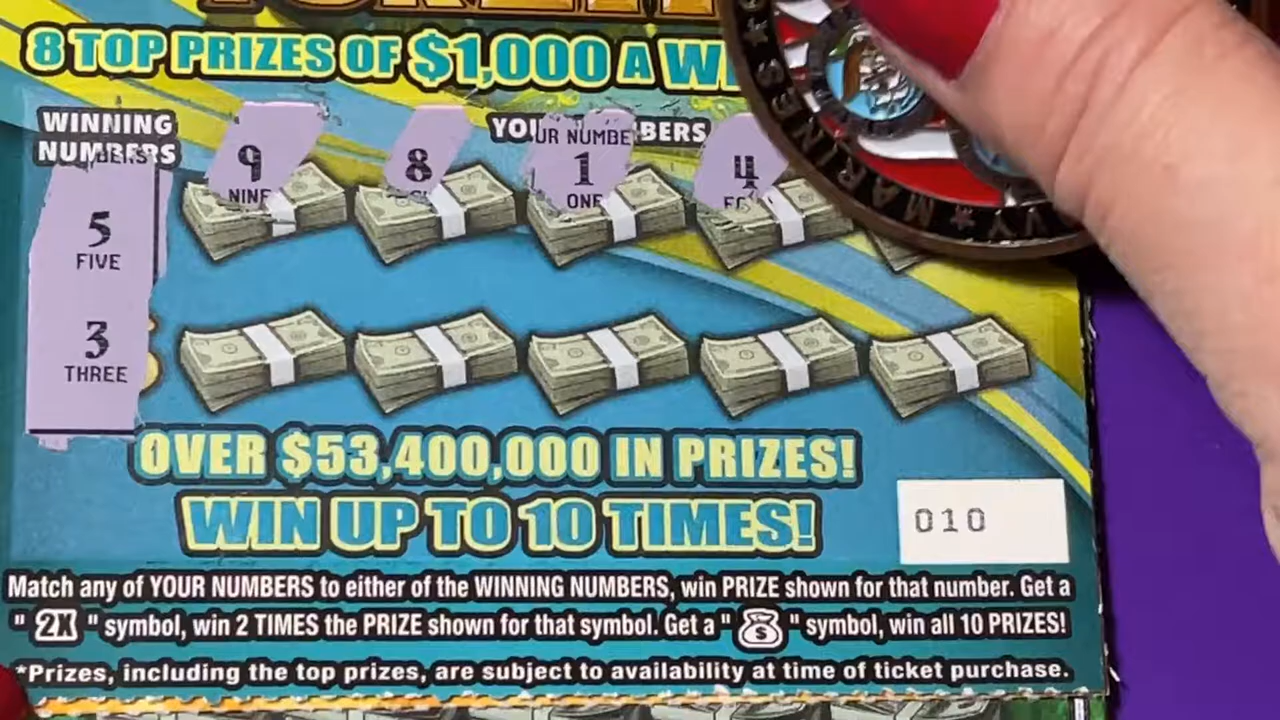 8 TOP PRIZES OF $1,000 A
WINNING
NUMBERS
UR NUMBE
BERS
9
NINE
8
1
ONE
4
5
FIVE
3
THREE
OVER $53,400,000 IN PRIZES!
WIN UP TO 10 TIMES!
010
Match any of YOUR NUMBERS to either of the WINNING NUMBERS, win PRIZE shown for that number. Get a
" 2X " symbol, win 2 TIMES the PRIZE shown for that symbol. Get a " $ " symbol, win all 10 PRIZES!
*Prizes, including the top prizes, are subject to availability at time of ticket purchase.